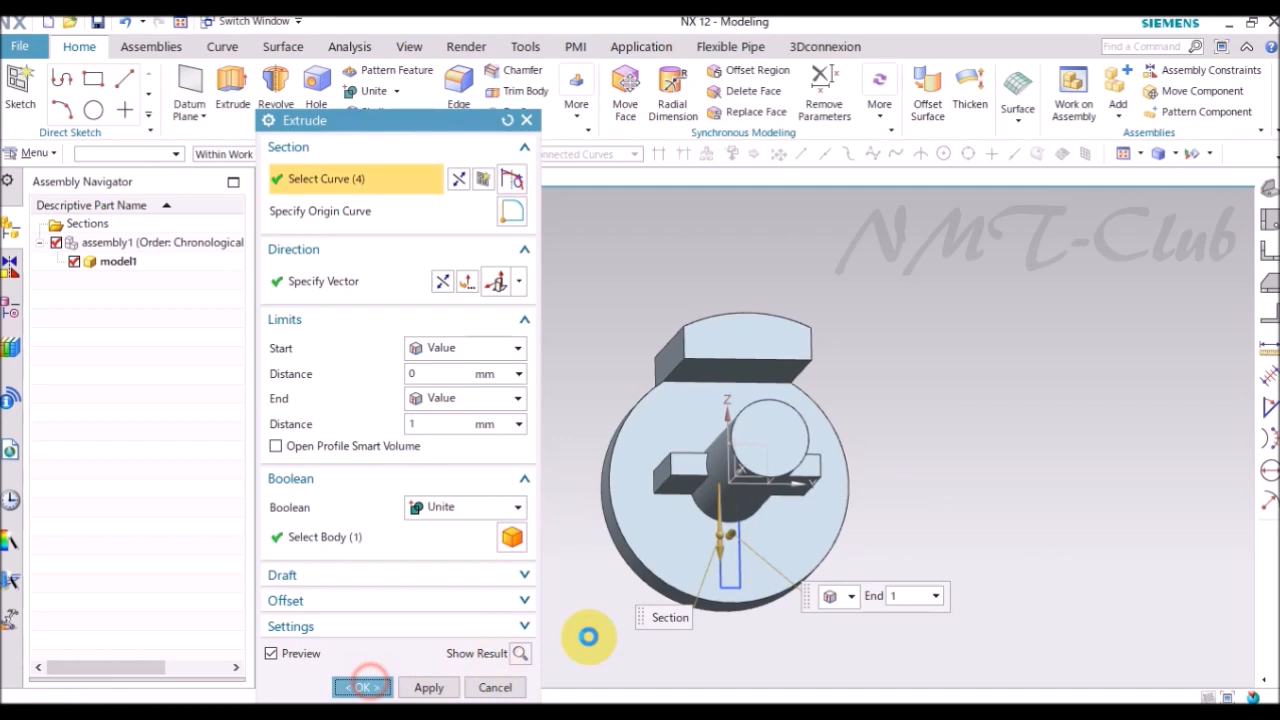 NX
Switch Window
NX 12 - Modeling
SIEMENS
File
Home
Assemblies
Curve
Surface
Analysis
View
Render
Tools
PMI
Application
Flexible Pipe
3Dconnexion
Find a Command
Sketch
Datum Plane
Extrude
Revolve
Hole
Pattern Feature
Unite
Edge
Chamfer
Trim Body
More
Move Face
Radial Dimension
Offset Region
Delete Face
Replace Face
Remove Parameters
More
Offset Surface
Thicken
Surface
Work on Assembly
Add
Assembly Constraints
Move Component
Pattern Component
Direct Sketch
Synchronous Modeling
Assemblies
Menu
Within Work
nnected Curves
Assembly Navigator
Descriptive Part Name
Sections
assembly1 (Order: Chronological
model1
Extrude
Section
Select Curve (4)
Specify Origin Curve
Direction
Specify Vector
Limits
Start
Value
Distance
0 mm
End
Value
Distance
1 mm
Open Profile Smart Volume
Boolean
Boolean
Unite
Select Body (1)
Draft
Offset
Settings
Preview
Show Result
< OK >
Apply
Cancel
NMT-Club
Z
X
Y
Section
End 1